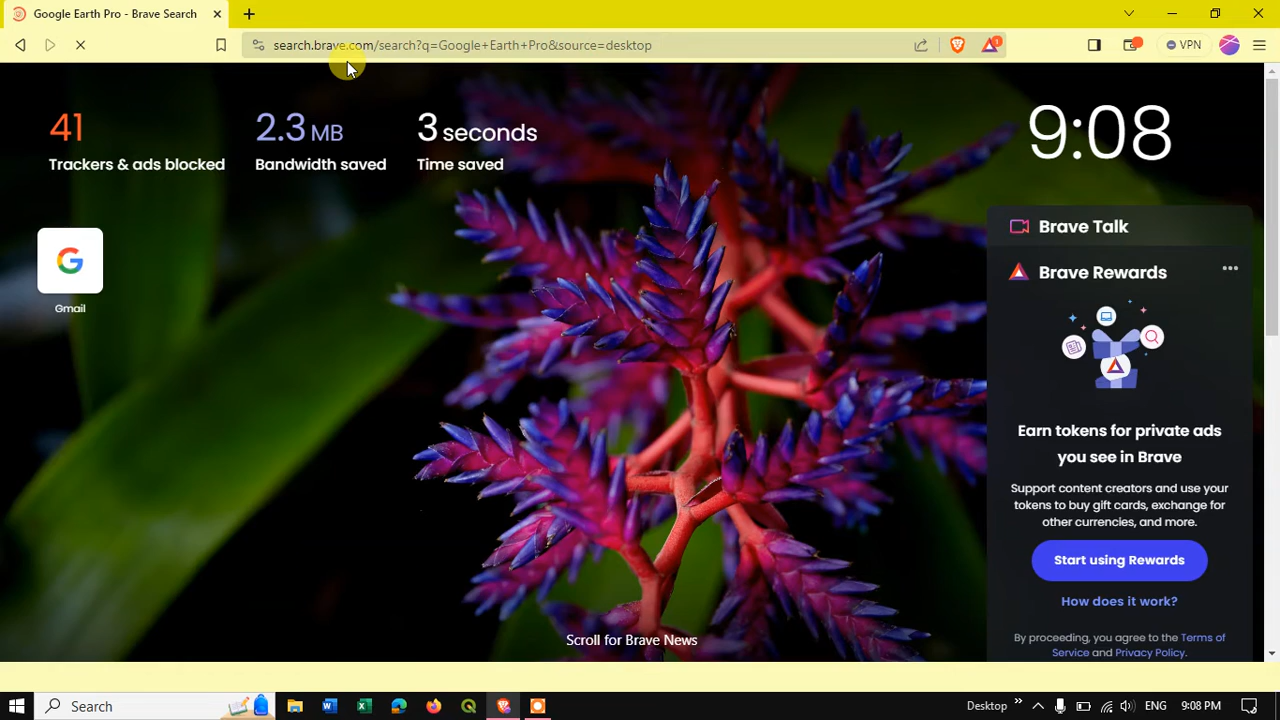 Google Earth Pro - Brave Search
search.brave.com/search?q=Google+Earth+Pro&source=desktop
1
VPN
41
Trackers & ads blocked
2.3 MB
Bandwidth saved
3 seconds
Time saved
9:08
Gmail
Brave Talk
Brave Rewards
Earn tokens for private ads
you see in Brave
Support content creators and use your
tokens to buy gift cards, exchange for
other currencies, and more.
Start using Rewards
How does it work?
By proceeding, you agree to the Terms of
Service and Privacy Policy.
Scroll for Brave News
Search
Desktop
ENG
9:08 PM